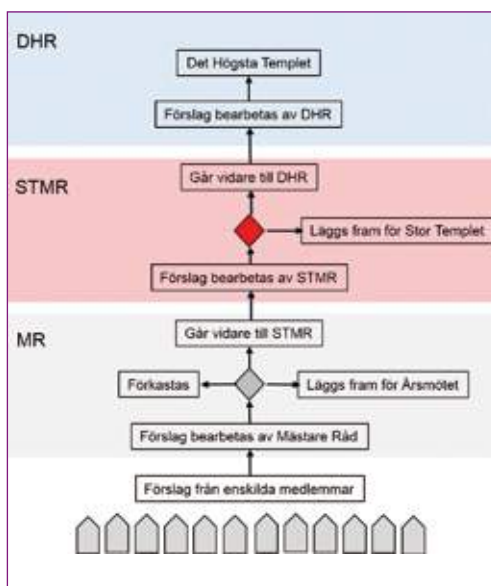 DHR
Det Högsta Templet
Förslag bearbetas av DHR
STMR
Går vidare till DHR
Läggs fram för Stor Templet
Förslag bearbetas av STMR
MR
Går vidare till STMR
Förkastas
Läggs fram för Årsmötet
Förslag bearbetas av Mästare Råd
Förslag från enskilda medlemmar